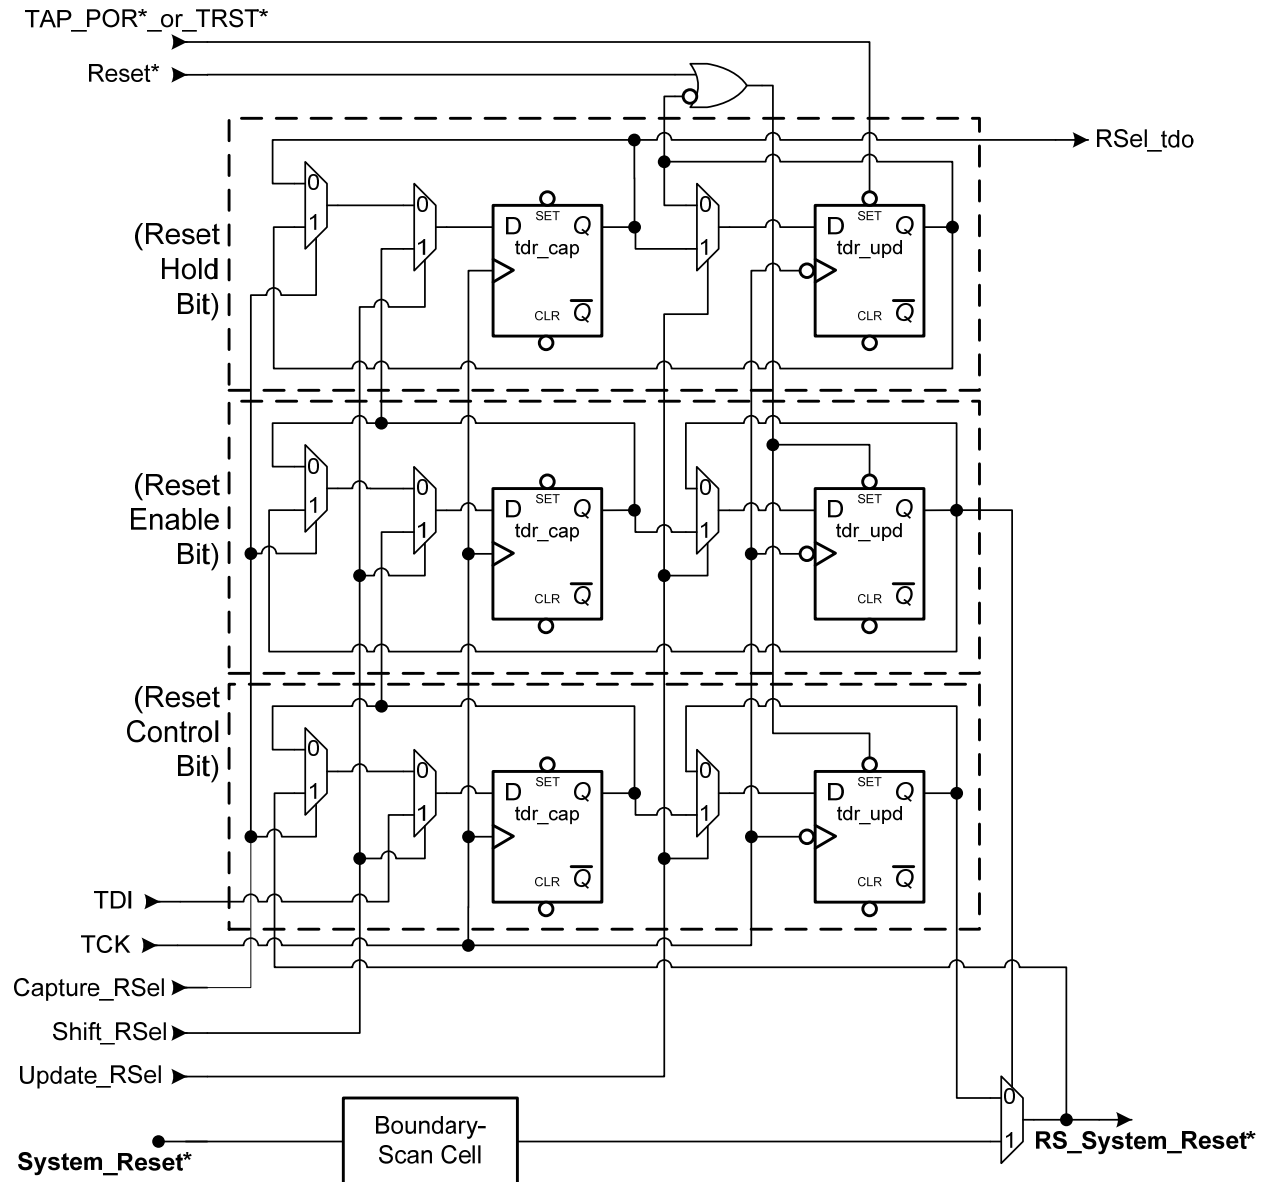 TAP_POR*_or_TRST*
Reset*
RSel_tdo
(Reset
Hold
Bit)
0
1
0
1
D
SET
Q
tdr_cap
CLR
Q
0
1
D
SET
Q
tdr_upd
CLR
Q
(Reset
Enable
Bit)
0
1
0
1
D
SET
Q
tdr_cap
CLR
Q
0
1
D
SET
Q
tdr_upd
CLR
Q
(Reset
Control
Bit)
0
1
0
1
D
SET
Q
tdr_cap
CLR
Q
0
1
D
SET
Q
tdr_upd
CLR
Q
TDI
TCK
Capture_RSel
Shift_RSel
Update_RSel
0
1
Boundary-
Scan Cell
System_Reset*
RS_System_Reset*